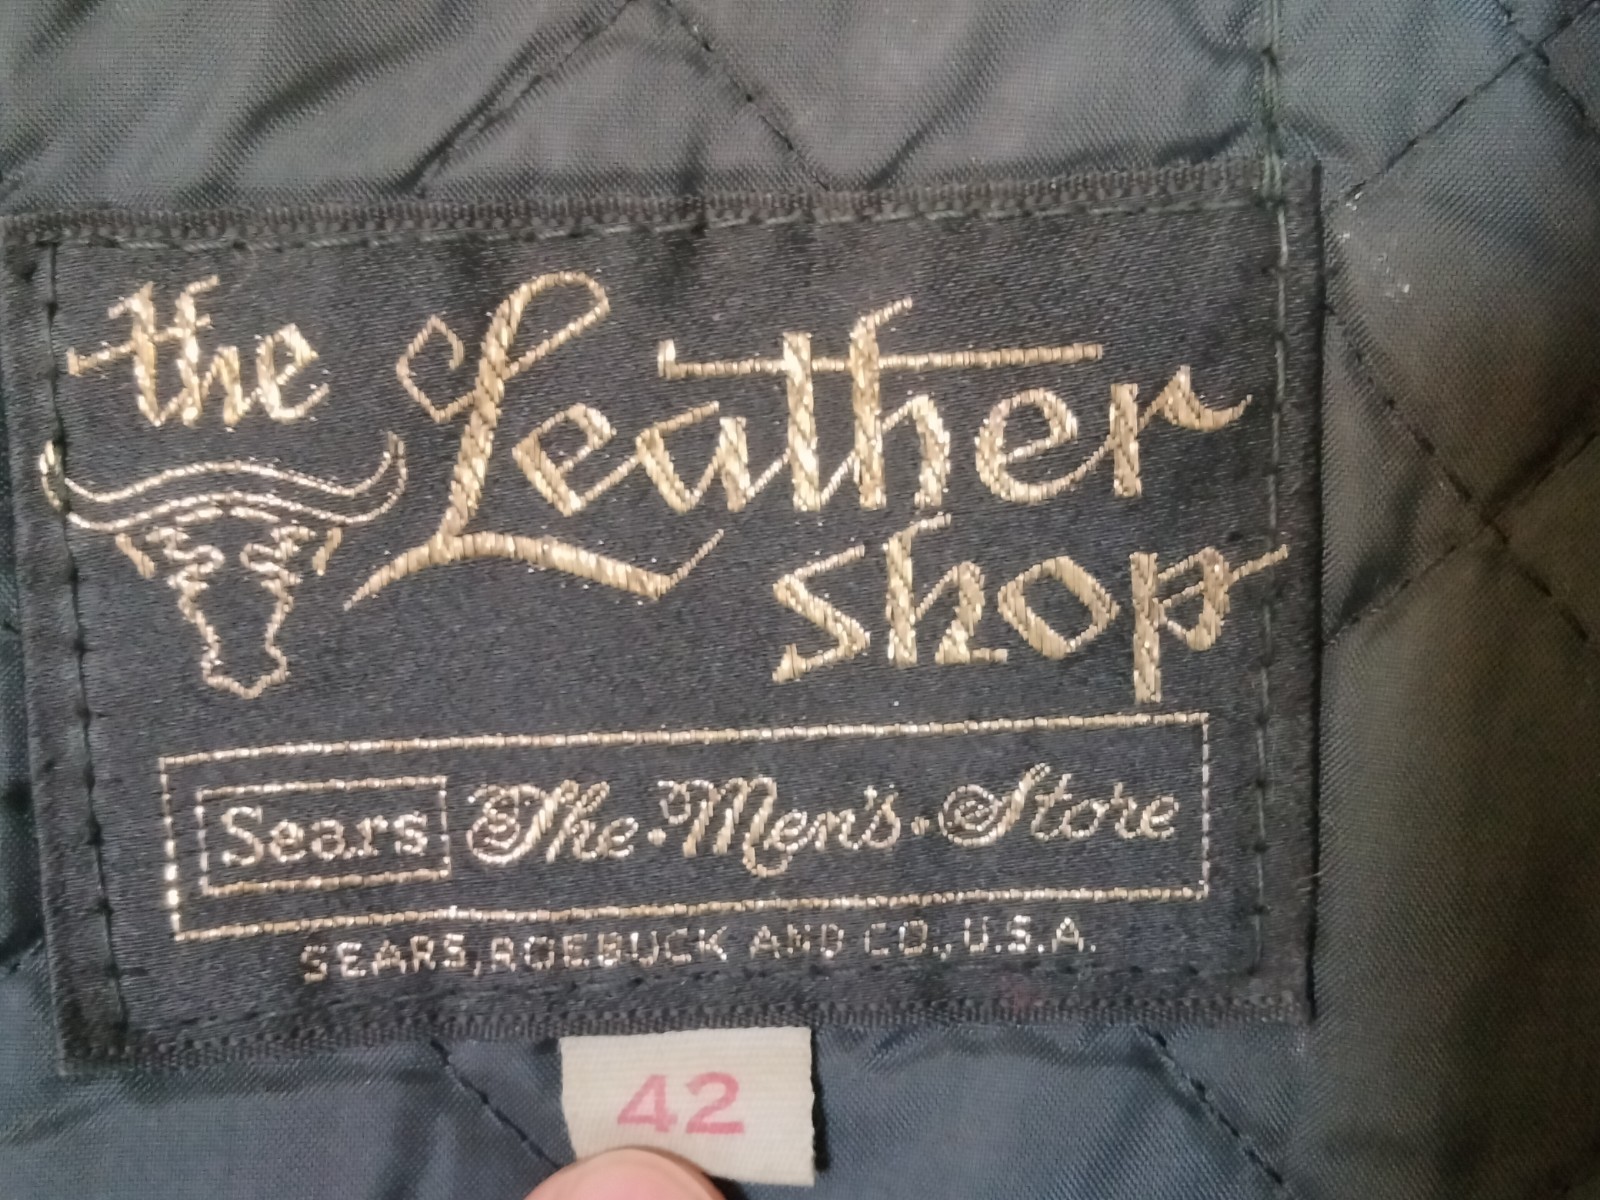 the Leather
shop
Sears The·Men's·Store
SEARS, ROEBUCK AND CO., U.S.A.
42